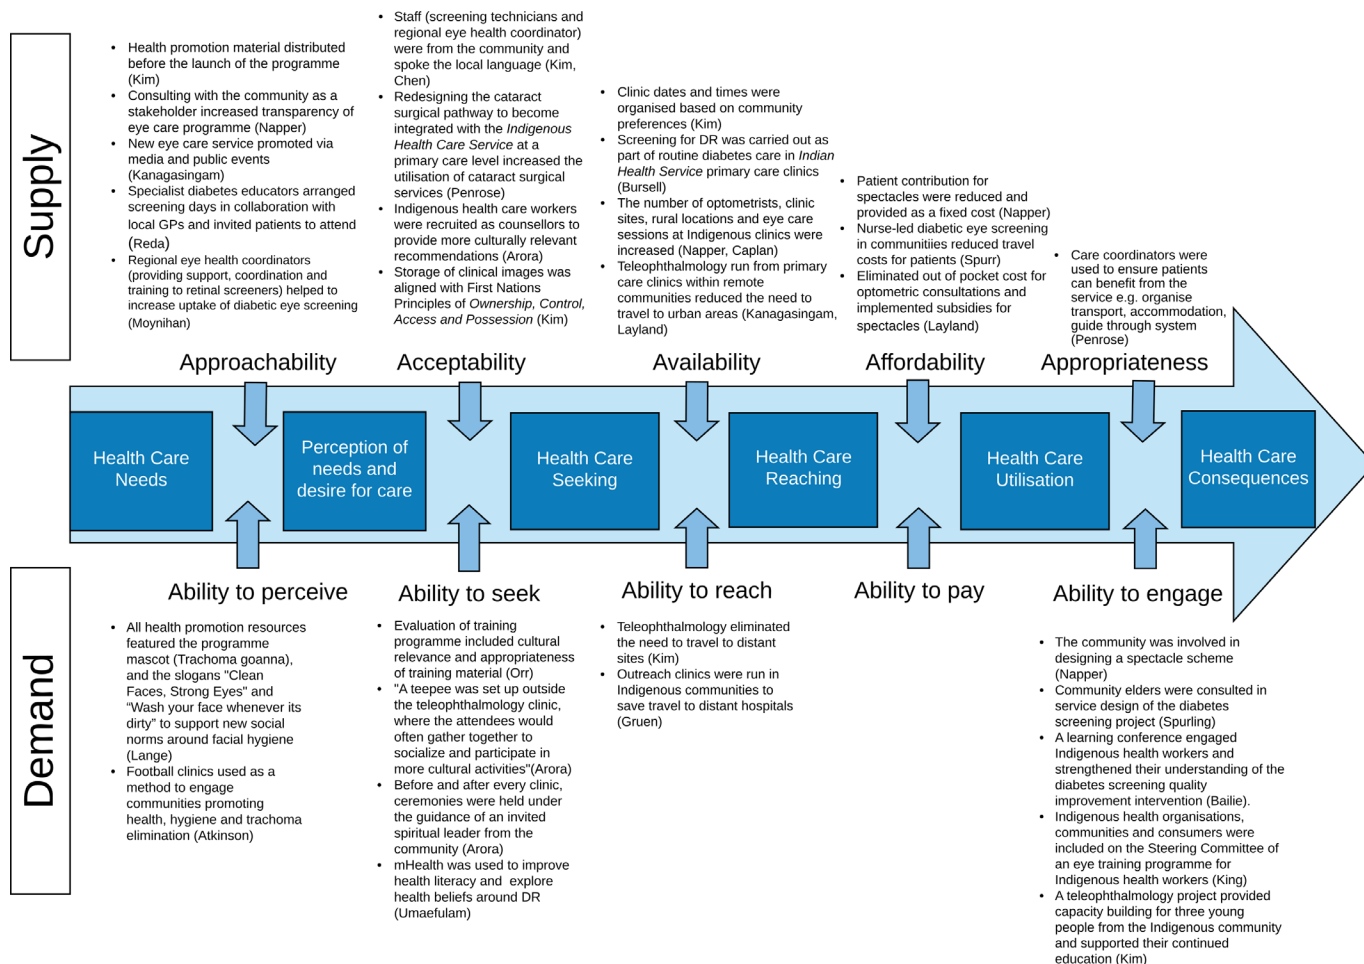 Supply
• Health promotion material distributed
before the launch of the programme
(Kim)
• Consulting with the community as a
stakeholder increased transparency of
eye care programme (Napper)
• New eye care service promoted via
media and public events
(Kanagasingam)
• Specialist diabetes educators arranged
screening days in collaboration with
local GPs and invited patients to attend
(Reda)
• Regional eye health coordinators
(providing support, coordination and
training to retinal screeners) helped to
increase uptake of diabetic eye screening
(Moynihan)
Approachability
• Staff (screening technicians and
regional eye health coordinator)
were from the community and
spoke the local language (Kim,
Chen)
• Redesigning the cataract
surgical pathway to become
integrated with the Indigenous
Health Care Service at a
primary care level increased the
utilisation of cataract surgical
services (Penrose)
• Indigenous health care workers
were recruited as counsellors to
provide more culturally relevant
recommendations (Arora)
• Storage of clinical images was
aligned with First Nations
Principles of Ownership, Control,
Access and Possession (Kim)
Acceptability
• Clinic dates and times were
organised based on community
preferences (Kim)
• Screening for DR was carried out as
part of routine diabetes care in Indian
Health Service primary care clinics
(Bursell)
• The number of optometrists, clinic
sites, rural locations and eye care
sessions at Indigenous clinics were
increased (Napper, Caplan)
• Teleophthalmology run from primary
care clinics within remote
communities reduced the need to
travel to urban areas (Kanagasingam,
Layland)
Availability
• Patient contribution for
spectacles were reduced and
provided as a fixed cost (Napper)
• Nurse-led diabetic eye screening
in communitiies reduced travel
costs for patients (Spurr)
• Eliminated out of pocket cost for
optometric consultations and
implemented subsidies for
spectacles (Layland)
Affordability
• Care coordinators were
used to ensure patients
can benefit from the
service e.g. organise
transport, accommodation,
guide through system
(Penrose)
Appropriateness
Health Care
Needs
Perception of
needs and
desire for care
Health Care
Seeking
Health Care
Reaching
Health Care
Utilisation
Health Care
Consequences
Demand
Ability to perceive
• All health promotion resources
featured the programme
mascot (Trachoma goanna),
and the slogans "Clean
Faces, Strong Eyes" and
“Wash your face whenever its
dirty” to support new social
norms around facial hygiene
(Lange)
• Football clinics used as a
method to engage
communities promoting
health, hygiene and trachoma
elimination (Atkinson)
Ability to seek
• Evaluation of training
programme included cultural
relevance and appropriateness
of training material (Orr)
• "A teepee was set up outside
the teleophthalmology clinic,
where the attendees would
often gather together to
socialize and participate in
more cultural activities"(Arora)
• Before and after every clinic,
ceremonies were held under
the guidance of an invited
spiritual leader from the
community (Arora)
• mHealth was used to improve
health literacy and explore
health beliefs around DR
(Umaefulam)
Ability to reach
• Teleophthalmology eliminated
the need to travel to distant
sites (Kim)
• Outreach clinics were run in
Indigenous communities to
save travel to distant hospitals
(Gruen)
Ability to pay
Ability to engage
• The community was involved in
designing a spectacle scheme
(Napper)
• Community elders were consulted in
service design of the diabetes
screening project (Spurling)
• A learning conference engaged
Indigenous health workers and
strengthened their understanding of the
diabetes screening quality
improvement intervention (Bailie).
• Indigenous health organisations,
communities and consumers were
included on the Steering Committee of
an eye training programme for
Indigenous health workers (King)
• A teleophthalmology project provided
capacity building for three young
people from the Indigenous community
and supported their continued
education (Kim)